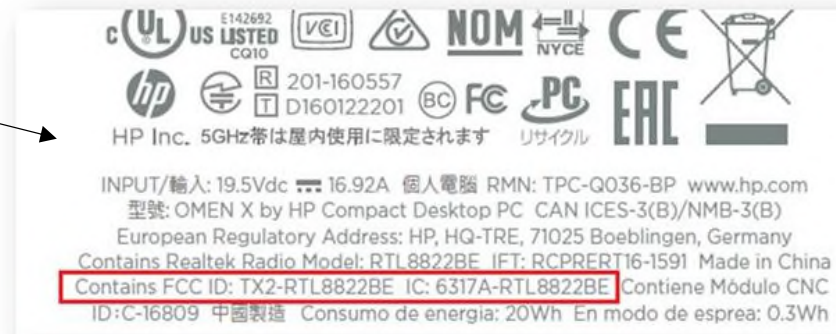 c UL US LISTED E142692 CQ10 VCI NOM NYCE CE
hp R 201-160557
T D160122201 BC FC PC EAC
HP Inc. 5GHz帯は屋内使用に限定されます リサイクル
INPUT/輸入: 19.5Vdc ⎓ 16.92A 個人電腦 RMN: TPC-Q036-BP www.hp.com
型號: OMEN X by HP Compact Desktop PC CAN ICES-3(B)/NMB-3(B)
European Regulatory Address: HP, HQ-TRE, 71025 Boeblingen, Germany
Contains Realtek Radio Model: RTL8822BE IFT: RCPRERT16-1591 Made in China
Contains FCC ID: TX2-RTL8822BE IC: 6317A-RTL8822BE Contiene Módulo CNC
ID:C-16809 中國製造 Consumo de energia: 20Wh En modo de esprea: 0.3Wh